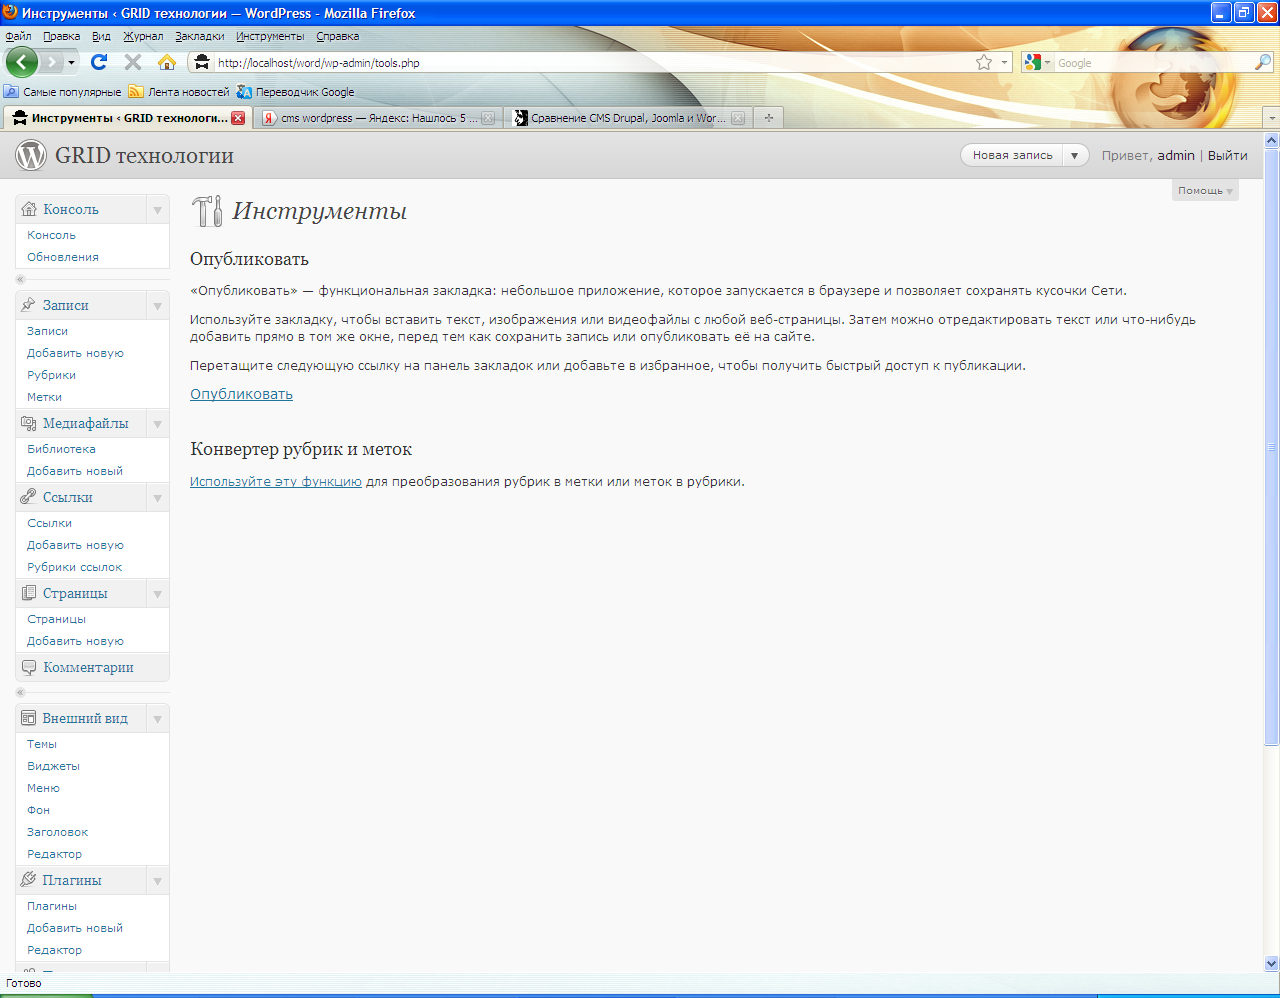 Инструменты ‹ GRID технологии — WordPress - Mozilla Firefox
Файл Правка Вид Журнал Закладки Инструменты Справка
http://localhost/word/wp-admin/tools.php
Google
Самые популярные Лента новостей Переводчик Google
Инструменты ‹ GRID технологи... cms wordpress — Яндекс: Нашлось 5 ... Сравнение CMS Drupal, Joomla и Wor...
GRID технологии
Новая запись
Привет, admin | Выйти
Помощь
Консоль
Консоль
Обновления
Записи
Записи
Добавить новую
Рубрики
Метки
Медиафайлы
Библиотека
Добавить новый
Ссылки
Ссылки
Добавить новую
Рубрики ссылок
Страницы
Страницы
Добавить новую
Комментарии
Внешний вид
Темы
Виджеты
Меню
Фон
Заголовок
Редактор
Плагины
Плагины
Добавить новый
Редактор
Инструменты
Опубликовать
«Опубликовать» — функциональная закладка: небольшое приложение, которое запускается в браузере и позволяет сохранять кусочки Сети.
Используйте закладку, чтобы вставить текст, изображения или видеофайлы с любой веб-страницы. Затем можно отредактировать текст или что-нибудь
добавить прямо в том же окне, перед тем как сохранить запись или опубликовать её на сайте.
Перетащите следующую ссылку на панель закладок или добавьте в избранное, чтобы получить быстрый доступ к публикации.
Опубликовать
Конвертер рубрик и меток
Используйте эту функцию для преобразования рубрик в метки или меток в рубрики.
Готово